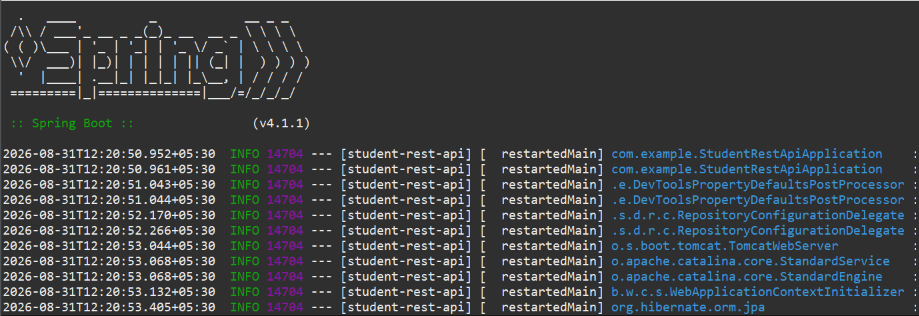 .   ____          _            __ _ _
 /\\ / ___'_ __ _ _(_)_ __  __ _ \ \ \ \
( ( )\___ | '_ | '_| | '_ \/ _` | \ \ \ \
 \\/  ___)| |_)| | | | | || (_| |  ) ) ) )
  '  |____| .__|_| |_|_| |_\__, | / / / /
 =========|_|==============|___/=/_/_/_/
 :: Spring Boot ::                (v4.1.1)
2026-08-31T12:20:50.952+05:30  INFO 14704 --- [student-rest-api] [  restartedMain] com.example.StudentRestApiApplication    :
2026-08-31T12:20:50.961+05:30  INFO 14704 --- [student-rest-api] [  restartedMain] com.example.StudentRestApiApplication    :
2026-08-31T12:20:51.043+05:30  INFO 14704 --- [student-rest-api] [  restartedMain] .e.DevToolsPropertyDefaultsPostProcessor :
2026-08-31T12:20:51.044+05:30  INFO 14704 --- [student-rest-api] [  restartedMain] .e.DevToolsPropertyDefaultsPostProcessor :
2026-08-31T12:20:52.170+05:30  INFO 14704 --- [student-rest-api] [  restartedMain] .s.d.r.c.RepositoryConfigurationDelegate :
2026-08-31T12:20:52.266+05:30  INFO 14704 --- [student-rest-api] [  restartedMain] .s.d.r.c.RepositoryConfigurationDelegate :
2026-08-31T12:20:53.044+05:30  INFO 14704 --- [student-rest-api] [  restartedMain] o.s.boot.tomcat.TomcatWebServer          :
2026-08-31T12:20:53.068+05:30  INFO 14704 --- [student-rest-api] [  restartedMain] o.apache.catalina.core.StandardService   :
2026-08-31T12:20:53.068+05:30  INFO 14704 --- [student-rest-api] [  restartedMain] o.apache.catalina.core.StandardEngine    :
2026-08-31T12:20:53.132+05:30  INFO 14704 --- [student-rest-api] [  restartedMain] b.w.c.s.WebApplicationContextInitializer :
2026-08-31T12:20:53.405+05:30  INFO 14704 --- [student-rest-api] [  restartedMain] org.hibernate.orm.jpa                    :